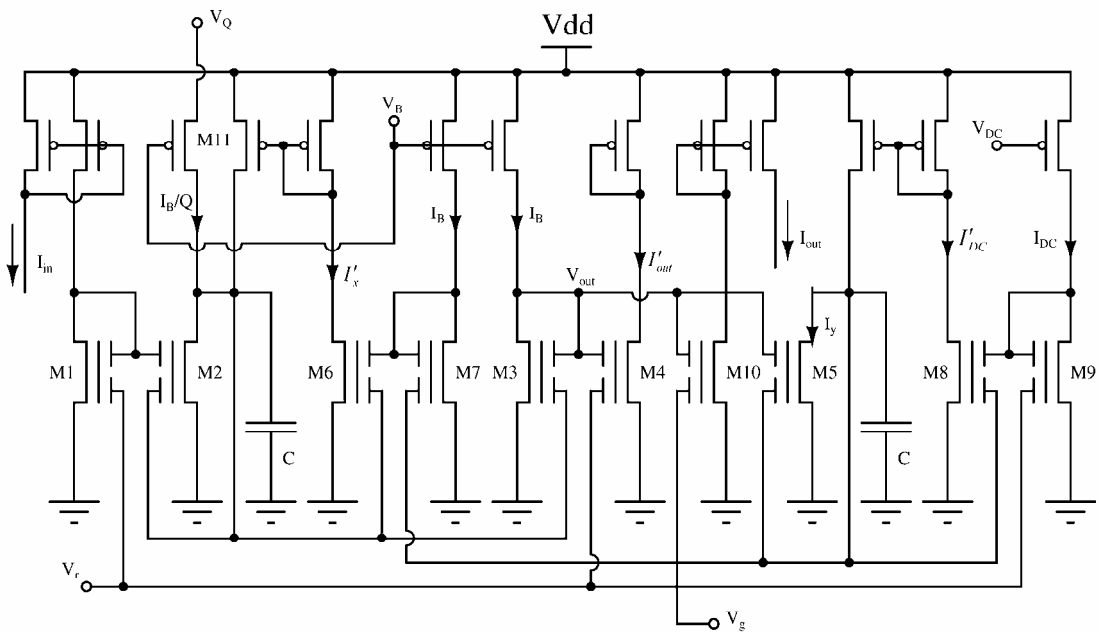 V_Q
Vdd
V_B
V_DC
M11
I_B/Q
I_B
I_B
I_in
I'_x
I'_out
I_out
I'_DC
I_DC
V_out
I_y
M1
M2
M6
M7
M3
M4
M10
M5
M8
M9
C
C
V_r
V_g